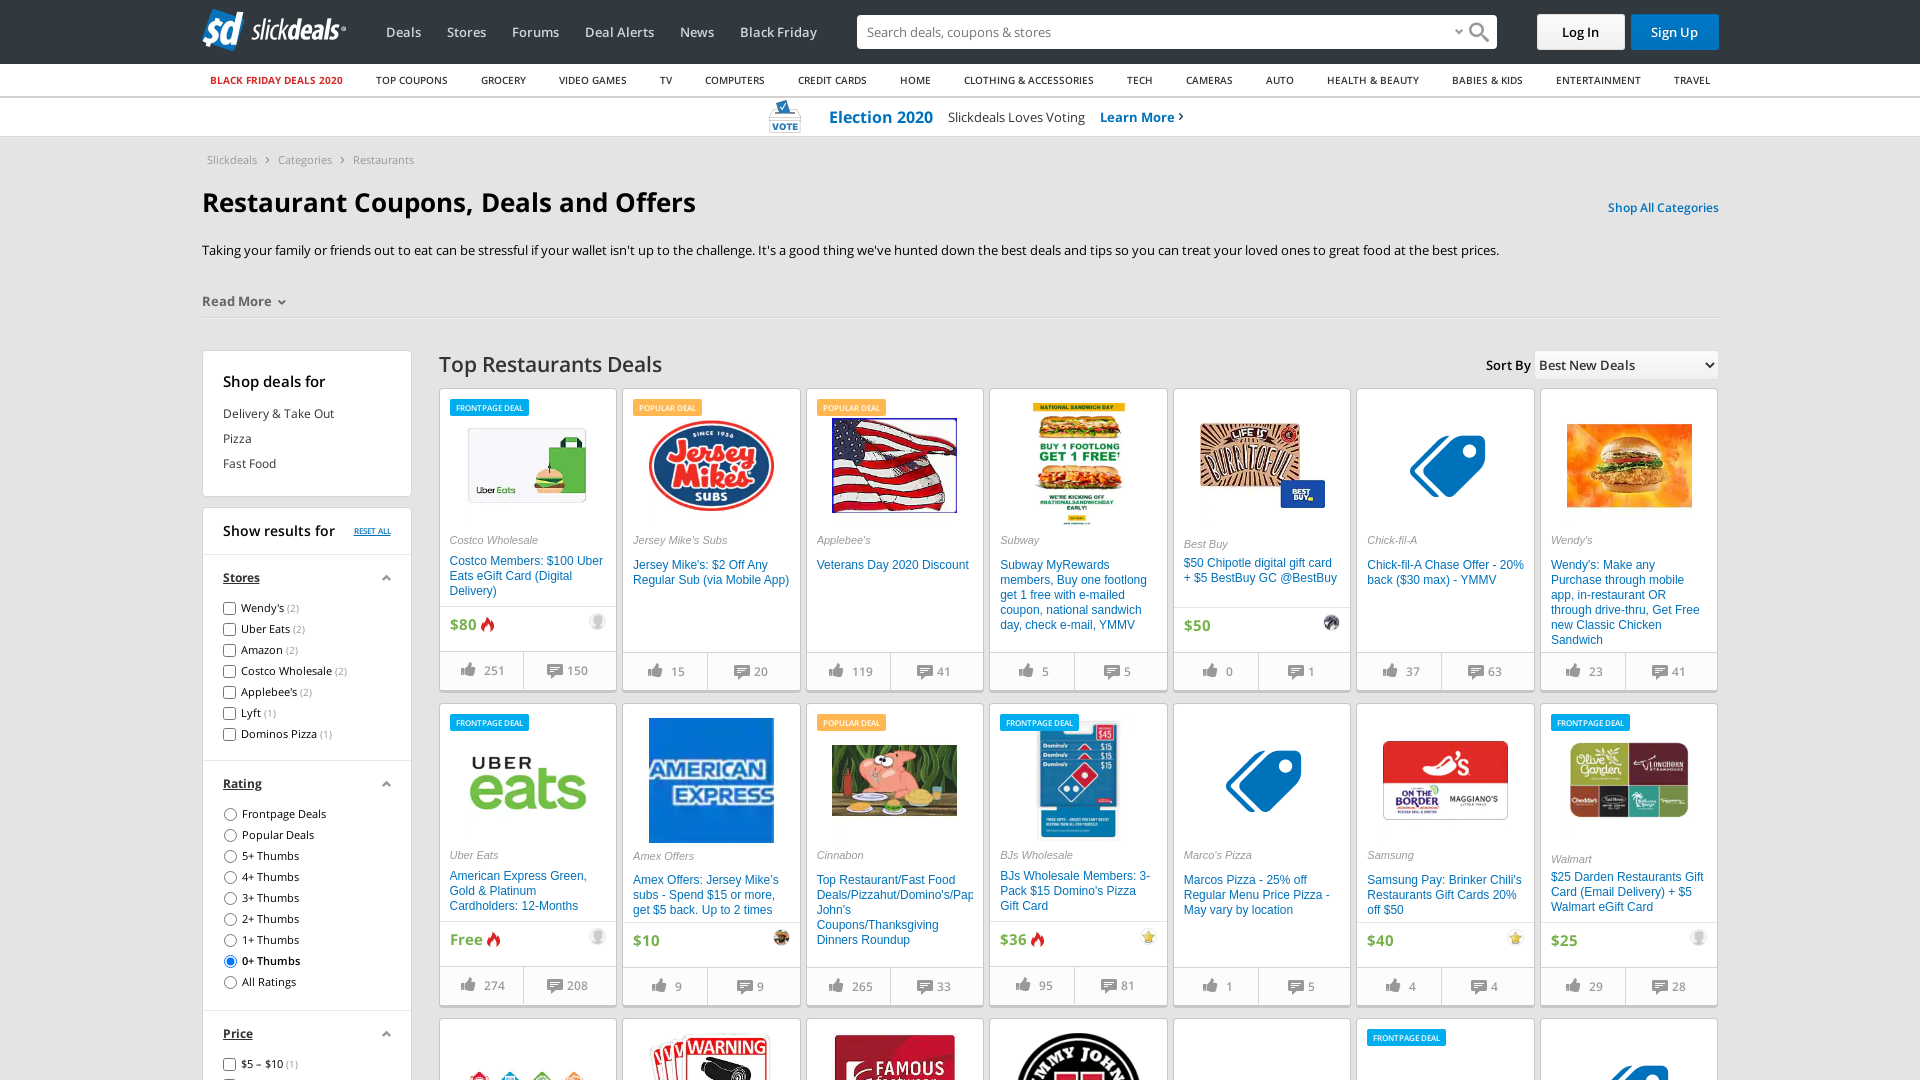 sd slickdeals
Deals
Stores
Forums
Deal Alerts
News
Black Friday
Search deals, coupons & stores
Log In
Sign Up
BLACK FRIDAY DEALS 2020
TOP COUPONS
GROCERY
VIDEO GAMES
TV
COMPUTERS
CREDIT CARDS
HOME
CLOTHING & ACCESSORIES
TECH
CAMERAS
AUTO
HEALTH & BEAUTY
BABIES & KIDS
ENTERTAINMENT
TRAVEL
VOTE
Election 2020 Slickdeals Loves Voting Learn More
Slickdeals > Categories > Restaurants
Restaurant Coupons, Deals and Offers
Shop All Categories
Taking your family or friends out to eat can be stressful if your wallet isn't up to the challenge. It's a good thing we've hunted down the best deals and tips so you can treat your loved ones to great food at the best prices.
Read More
Shop deals for
Delivery & Take Out
Pizza
Fast Food
Show results for
RESET ALL
Stores
Wendy's (2)
Uber Eats (2)
Amazon (2)
Costco Wholesale (2)
Applebee's (2)
Lyft (1)
Dominos Pizza (1)
Rating
Frontpage Deals
Popular Deals
5+ Thumbs
4+ Thumbs
3+ Thumbs
2+ Thumbs
1+ Thumbs
0+ Thumbs
All Ratings
Price
$5 – $10 (1)
Top Restaurants Deals
Sort By
Best New Deals
FRONTPAGE DEAL
Uber Eats
Costco Wholesale
Costco Members: $100 Uber
Eats eGift Card (Digital
Delivery)
$80
251
150
POPULAR DEAL
SINCE 1956
Jersey
Mike's
SUBS
Jersey Mike's Subs
Jersey Mike's: $2 Off Any
Regular Sub (via Mobile App)
15
20
POPULAR DEAL
Applebee's
Veterans Day 2020 Discount
119
41
NATIONAL SANDWICH DAY
BUY 1 FOOTLONG
GET 1 FREE†
WE'RE KICKING OFF
#NATIONALSANDWICHDAY
EARLY!
Subway
Subway MyRewards
members, Buy one footlong
get 1 free with e-mailed
coupon, national sandwich
day, check e-mail, YMMV
5
5
LIFE IS
BURRITOFUL
BEST
BUY
Best Buy
$50 Chipotle digital gift card
+ $5 BestBuy GC @BestBuy
$50
0
1
Chick-fil-A
Chick-fil-A Chase Offer - 20%
back ($30 max) - YMMV
37
63
Wendy's
Wendy's: Make any
Purchase through mobile
app, in-restaurant OR
through drive-thru, Get Free
new Classic Chicken
Sandwich
23
41
FRONTPAGE DEAL
UBER
eats
Uber Eats
American Express Green,
Gold & Platinum
Cardholders: 12-Months
Free
274
208
AMERICAN
EXPRESS
Amex Offers
Amex Offers: Jersey Mike's
subs - Spend $15 or more,
get $5 back. Up to 2 times
$10
9
9
POPULAR DEAL
Cinnabon
Top Restaurant/Fast Food
Deals/Pizzahut/Domino's/Pap
John's
Coupons/Thanksgiving
Dinners Roundup
265
33
FRONTPAGE DEAL
$45
Domino's $15
Domino's $15
Domino's $15
BJs Wholesale
BJs Wholesale Members: 3-
Pack $15 Domino's Pizza
Gift Card
$36
95
81
Marco's Pizza
Marcos Pizza - 25% off
Regular Menu Price Pizza -
May vary by location
1
5
ON THE
BORDER
MAGGIANO'S
Samsung
Samsung Pay: Brinker Chili's
Restaurants Gift Cards 20%
off $50
$40
4
4
FRONTPAGE DEAL
Olive
Garden
LONGHORN
Cheddar's
Walmart
$25 Darden Restaurants Gift
Card (Email Delivery) + $5
Walmart eGift Card
$25
29
28
WARNING
FAMOUS
footwear
JIMMY JOHN'S
FRONTPAGE DEAL